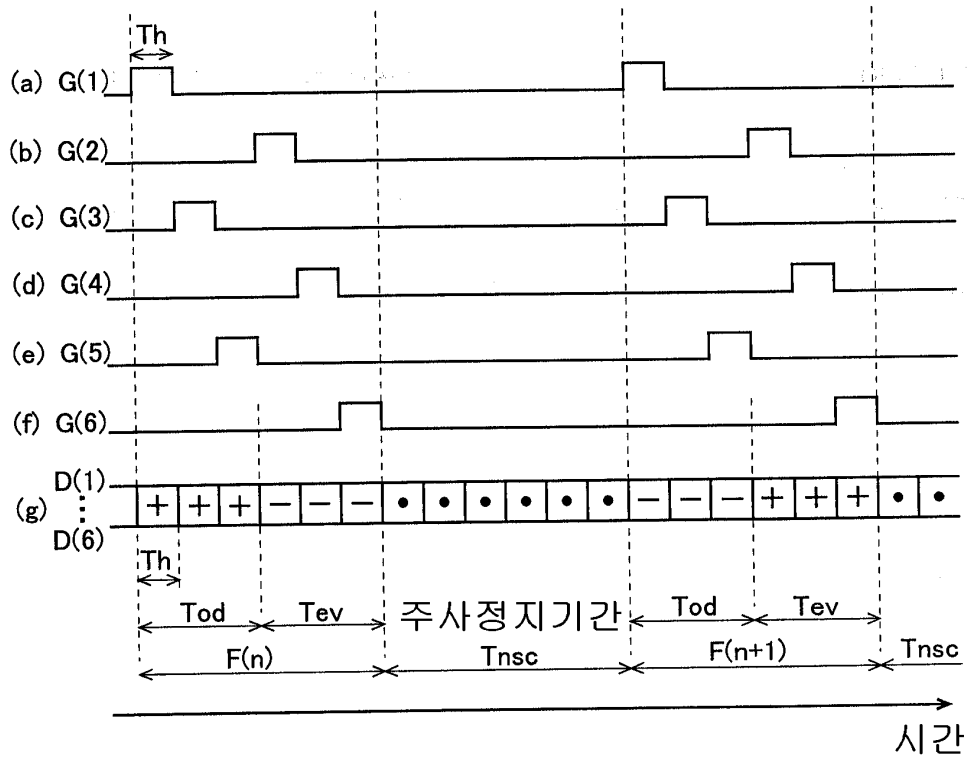 Th
(a) G(1)
(b) G(2)
(c) G(3)
(d) G(4)
(e) G(5)
(f) G(6)
D(1)
(g) ⋮ + + + − − − • • • • • • − − − + + + • •
D(6)
Th
Tod Tev 주사정지기간 Tod Tev
F(n) Tnsc F(n+1) Tnsc
시간